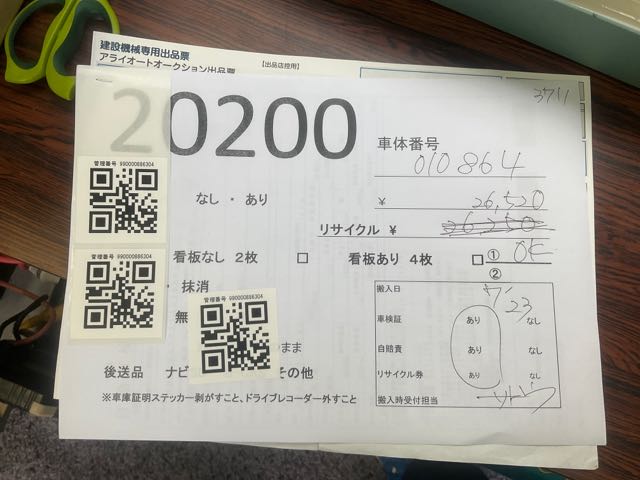 建設機械専用出品票
アライオートオークション出品票
【出品店控用】
3711
20200
車体番号
010864
管理番号 990000886304
なし ・ あり
¥ 26,520
リサイクル ¥ 26250
看板なし 2枚 □ 看板あり 4枚 □ ① OK
②
管理番号 990000886304
・ 抹消
管理番号 990000886304
無
まま
後送品 ナビ
その他
※車庫証明ステッカー剥がすこと、ドライブレコーダー外すこと
搬入日 7/23
車検証 あり なし
自賠責 あり なし
リサイクル券 あり なし
搬入時受付担当